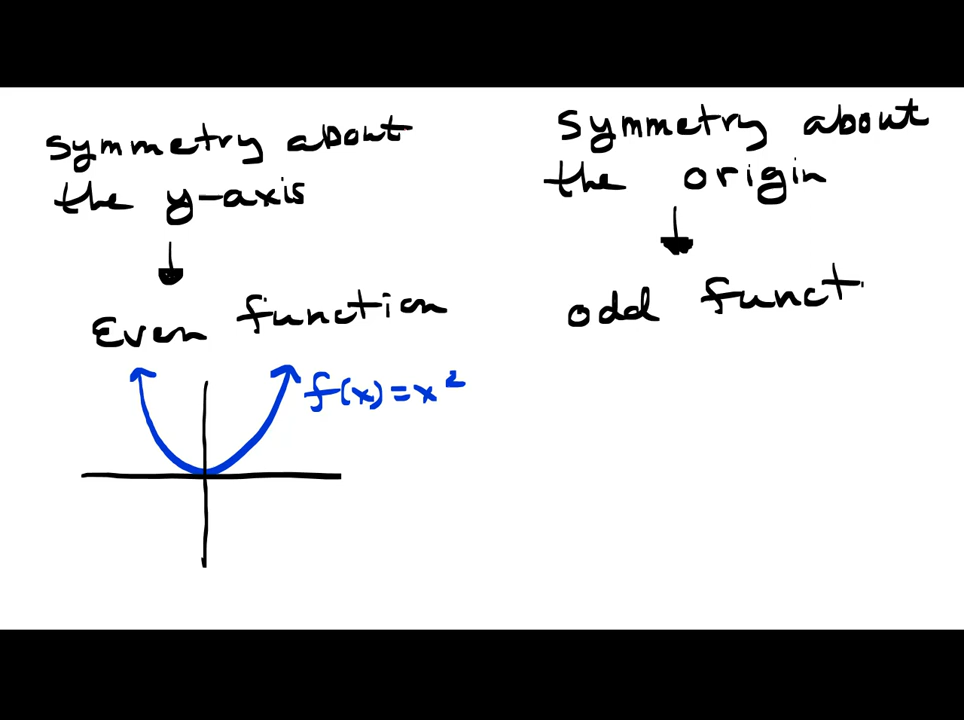 symmetry about
the y-axis
Even function
f(x) = x²
symmetry about
the origin
odd funct